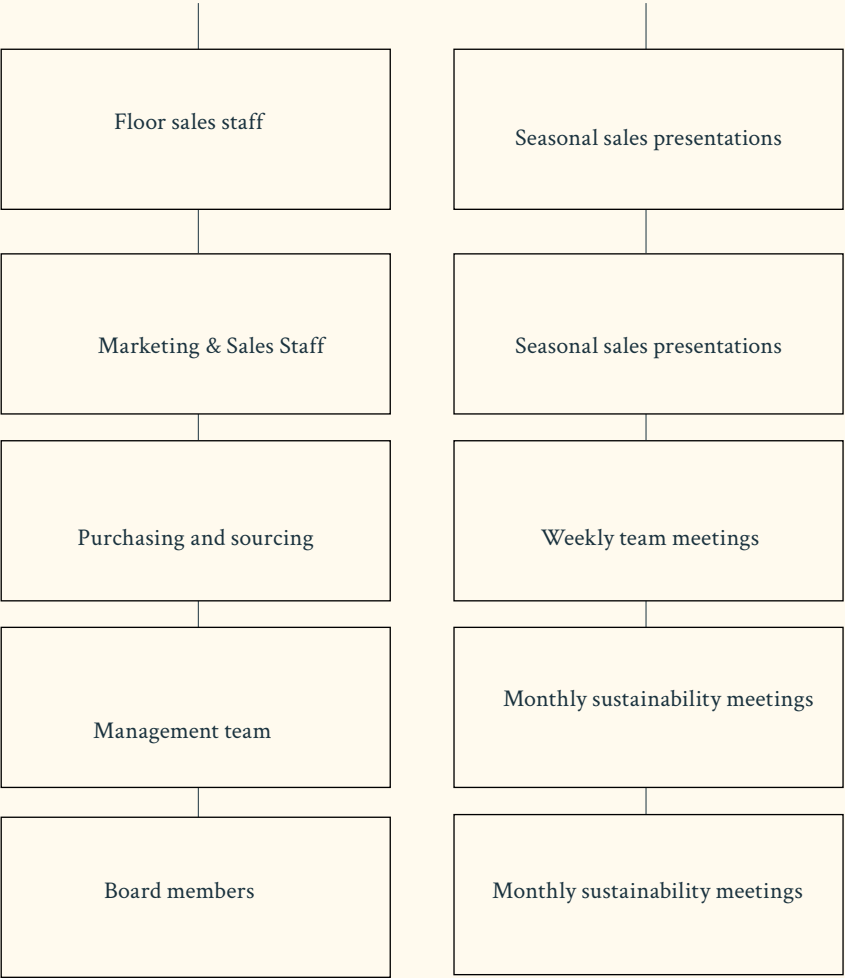 Floor sales staff
Seasonal sales presentations
Marketing & Sales Staff
Seasonal sales presentations
Purchasing and sourcing
Weekly team meetings
Management team
Monthly sustainability meetings
Board members
Monthly sustainability meetings